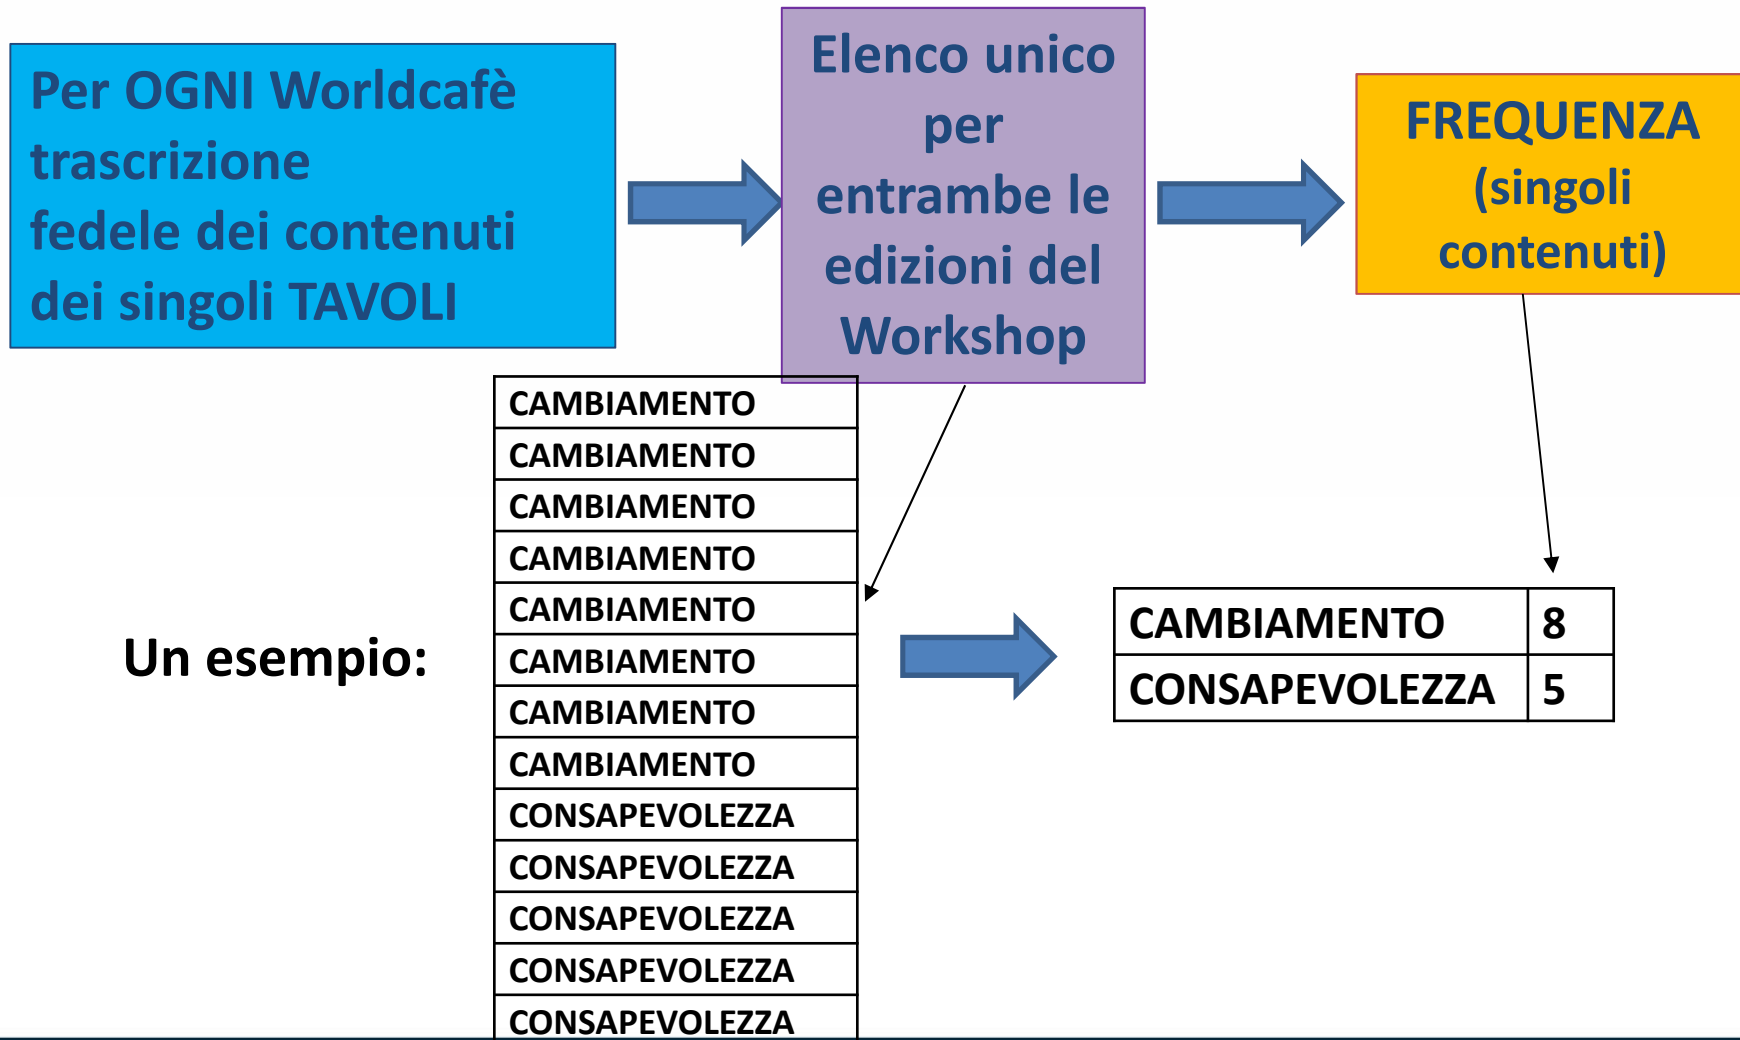 Per OGNI Worldcafè
trascrizione
fedele dei contenuti
dei singoli TAVOLI
Elenco unico
per
entrambe le
edizioni del
Workshop
FREQUENZA
(singoli
contenuti)
Un esempio:
CAMBIAMENTO
CAMBIAMENTO
CAMBIAMENTO
CAMBIAMENTO
CAMBIAMENTO
CAMBIAMENTO
CAMBIAMENTO
CAMBIAMENTO
CONSAPEVOLEZZA
CONSAPEVOLEZZA
CONSAPEVOLEZZA
CONSAPEVOLEZZA
CONSAPEVOLEZZA
CAMBIAMENTO 8
CONSAPEVOLEZZA 5